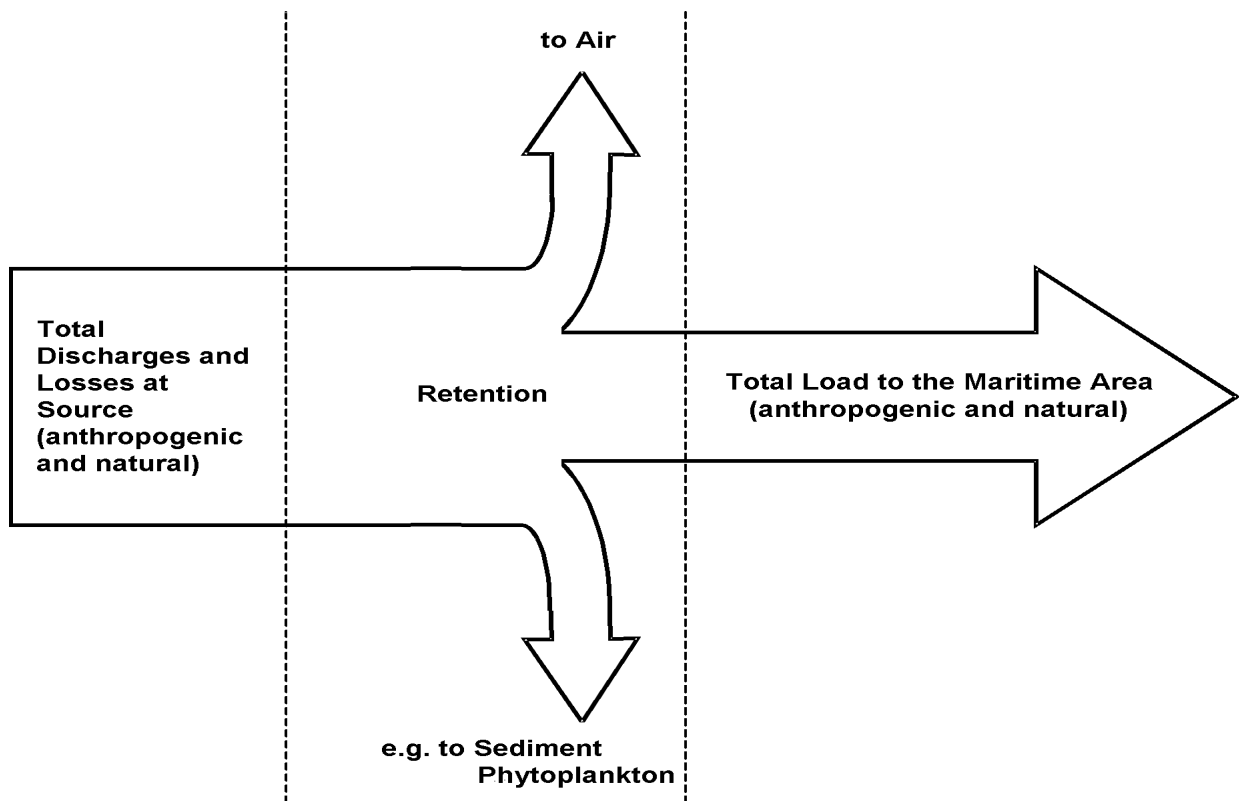 to Air
Total
Discharges and
Losses at
Source
(anthropogenic
and natural)
Retention
Total Load to the Maritime Area
(anthropogenic and natural)
e.g. to Sediment
Phytoplankton